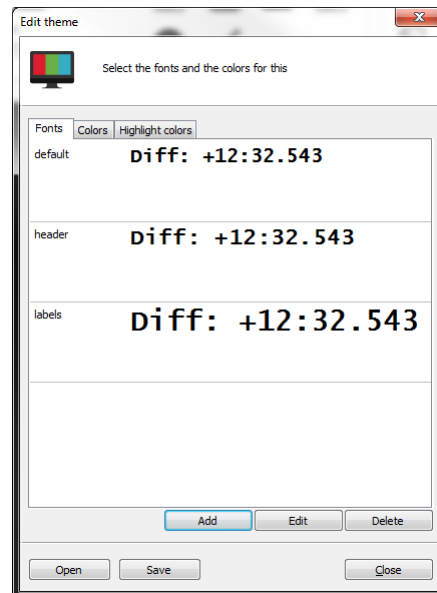 Edit theme
Select the fonts and the colors for this
Fonts Colors Highlight colors
default Diff: +12:32.543
header Diff: +12:32.543
labels Diff: +12:32.543
Add Edit Delete
Open Save Close